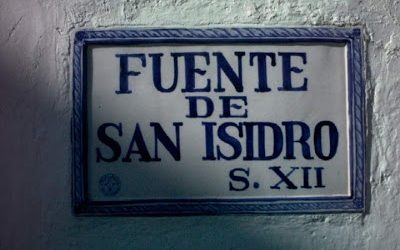 FUENTE
DE
SAN ISIDRO
S. XII